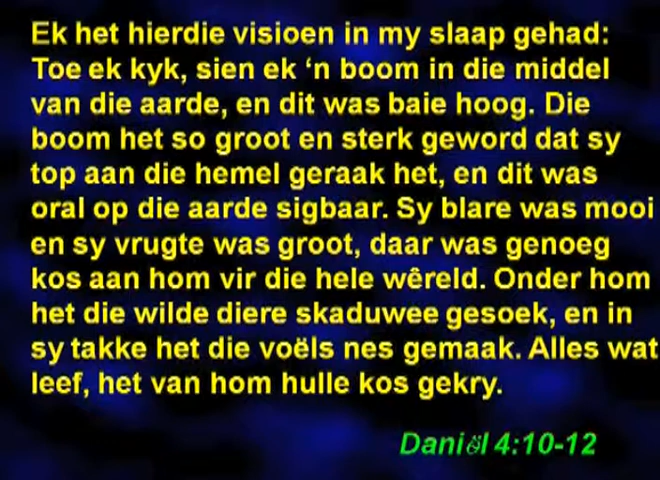 Ek het hierdie visioen in my slaap gehad:
Toe ek kyk, sien ek ‘n boom in die middel
van die aarde, en dit was baie hoog. Die
boom het so groot en sterk geword dat sy
top aan die hemel geraak het, en dit was
oral op die aarde sigbaar. Sy blare was mooi
en sy vrugte was groot, daar was genoeg
kos aan hom vir die hele wêreld. Onder hom
het die wilde diere skaduwee gesoek, en in
sy takke het die voëls nes gemaak. Alles wat
leef, het van hom hulle kos gekry.
Daniёl 4:10-12